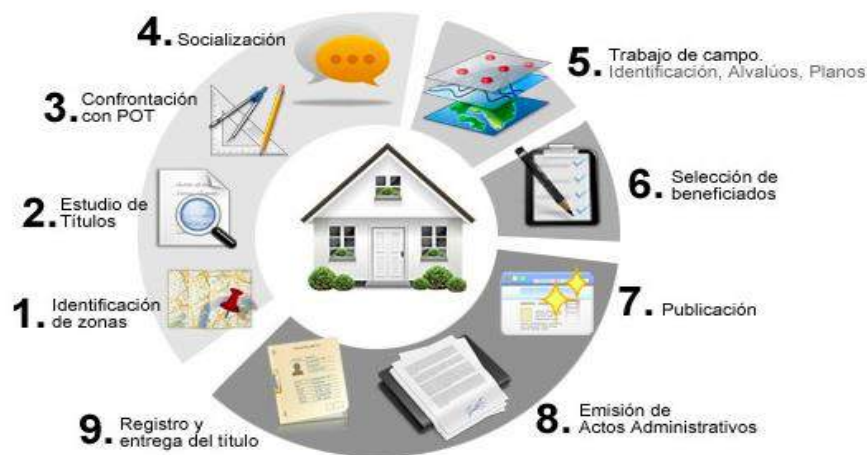 1. Identificación
de zonas
2. Estudio de
Títulos
3. Confrontación
con POT
4. Socialización
5. Trabajo de campo.
Identificación, Alvalúos, Planos
6. Selección de
beneficiados
7. Publicación
8. Emisión de
Actos Administrativos
9. Registro y
entrega del título